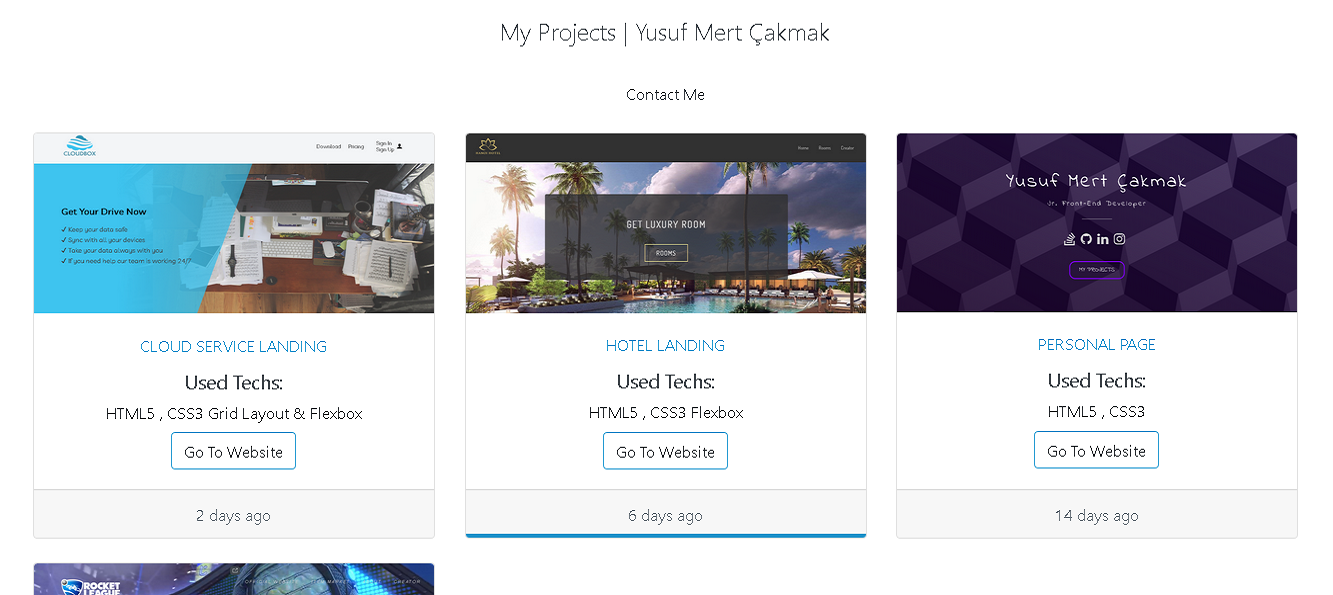 My Projects | Yusuf Mert Çakmak
Contact Me
CLOUDBOX
Download Pricing Sign In
Sign Up
Get Your Drive Now
✓ Keep your data safe
✓ Sync with all your devices
✓ Take your data always with you
✓ If you need help our team is working 24/7
CLOUD SERVICE LANDING
Used Techs:
HTML5 , CSS3 Grid Layout & Flexbox
Go To Website
2 days ago
Home Rooms Creator
GET LUXURY ROOM
ROOMS
HOTEL LANDING
Used Techs:
HTML5 , CSS3 Flexbox
Go To Website
6 days ago
Yusuf Mert Çakmak
Jr. Front-End Developer
MY PROJECTS
PERSONAL PAGE
Used Techs:
HTML5 , CSS3
Go To Website
14 days ago
ROCKET
LEAGUE
CREATOR